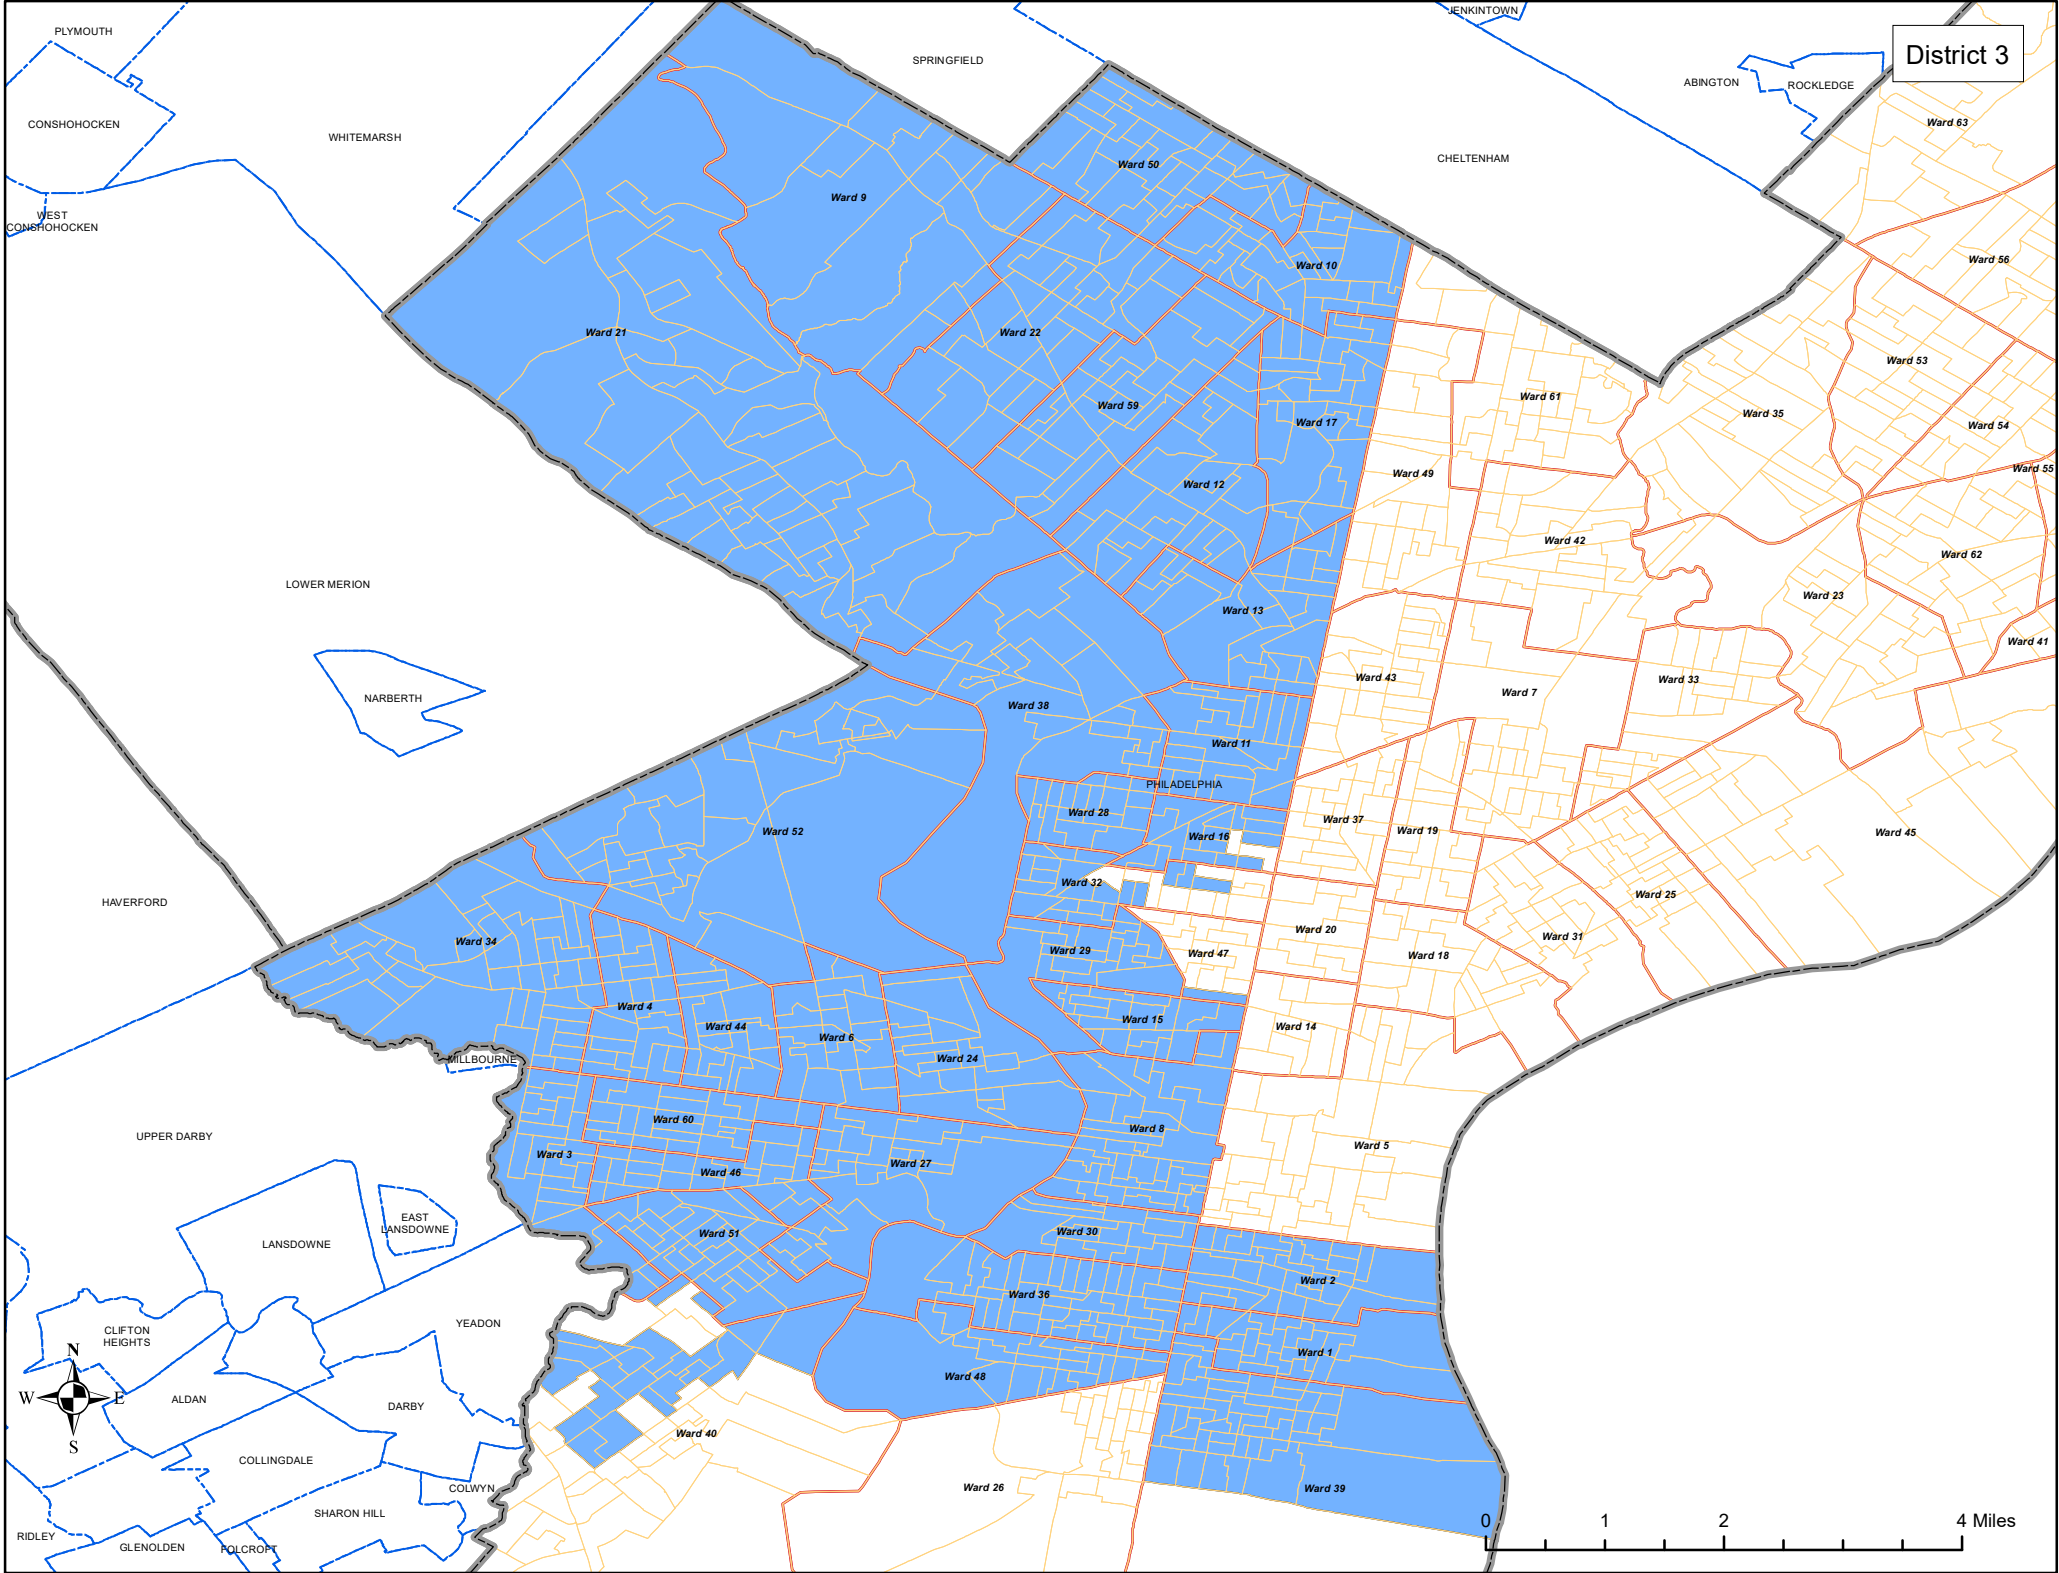 District 3
PLYMOUTH
SPRINGFIELD
JENKINTOWN
ABINGTON
ROCKLEDGE
CONSHOHOCKEN
WHITEMARSH
Ward 63
CHELTENHAM
Ward 50
Ward 9
WEST
CONSHOHOCKEN
Ward 10
Ward 56
Ward 21
Ward 22
Ward 53
Ward 61
Ward 59
Ward 35
Ward 17
Ward 54
Ward 49
Ward 55
Ward 12
Ward 42
Ward 62
LOWER MERION
Ward 23
Ward 13
Ward 41
NARBERTH
Ward 43
Ward 33
Ward 7
Ward 38
Ward 11
PHILADELPHIA
Ward 28
Ward 37
Ward 19
Ward 52
Ward 16
Ward 45
Ward 32
Ward 25
HAVERFORD
Ward 20
Ward 31
Ward 34
Ward 29
Ward 47
Ward 18
Ward 4
Ward 44
Ward 15
Ward 14
Ward 6
Ward 24
MILLBOURNE
Ward 60
Ward 8
UPPER DARBY
Ward 5
Ward 3
Ward 27
Ward 46
EAST
LANSDOWNE
Ward 51
Ward 30
LANSDOWNE
Ward 2
Ward 36
YEADON
CLIFTON
HEIGHTS
Ward 1
Ward 48
N
W
E
S
ALDAN
DARBY
Ward 40
COLLINGDALE
COLWYN
Ward 26
Ward 39
SHARON HILL
RIDLEY
GLENOLDEN
FOLCROFT
0 1 2 4 Miles